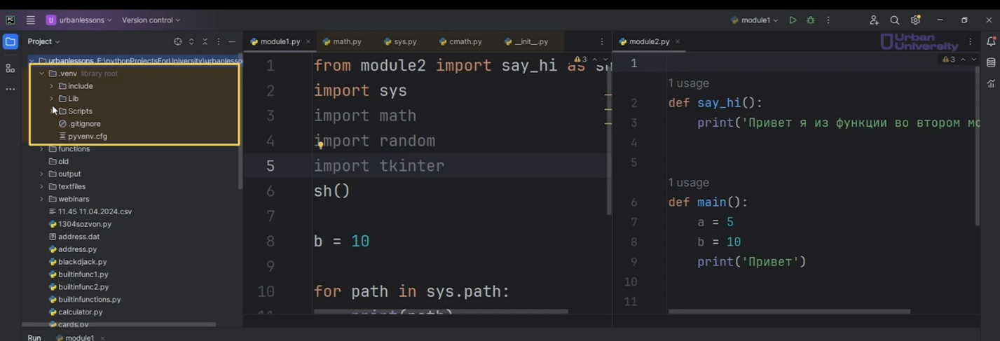 PC U urbanlessons Version control module1
Project
module1.py math.py sys.py cmath.py __init__.py
module2.py
Urban University
urbanlessons E:\pythonProjectsForUniversity\urbanlesso
.venv library root
include
Lib
Scripts
.gitignore
pyvenv.cfg
functions
old
output
textfiles
webinars
11.45 11.04.2024.csv
1304sozvon.py
address.dat
address.py
blackdjack.py
builtinfunc1.py
builtinfunc2.py
builtinfunctions.py
calculator.py
cards.py
3
1 from module2 import say_hi as sh
2 import sys
3 import math
4 import random
5 import tkinter
6 sh()
7
8 b = 10
9
10 for path in sys.path:
11 print(path)
3
1
1 usage
2 def say_hi():
3 print('Привет я из функции во втором мо
4
5
1 usage
6 def main():
7 a = 5
8 b = 10
9 print('Привет')
10
11
Run module1